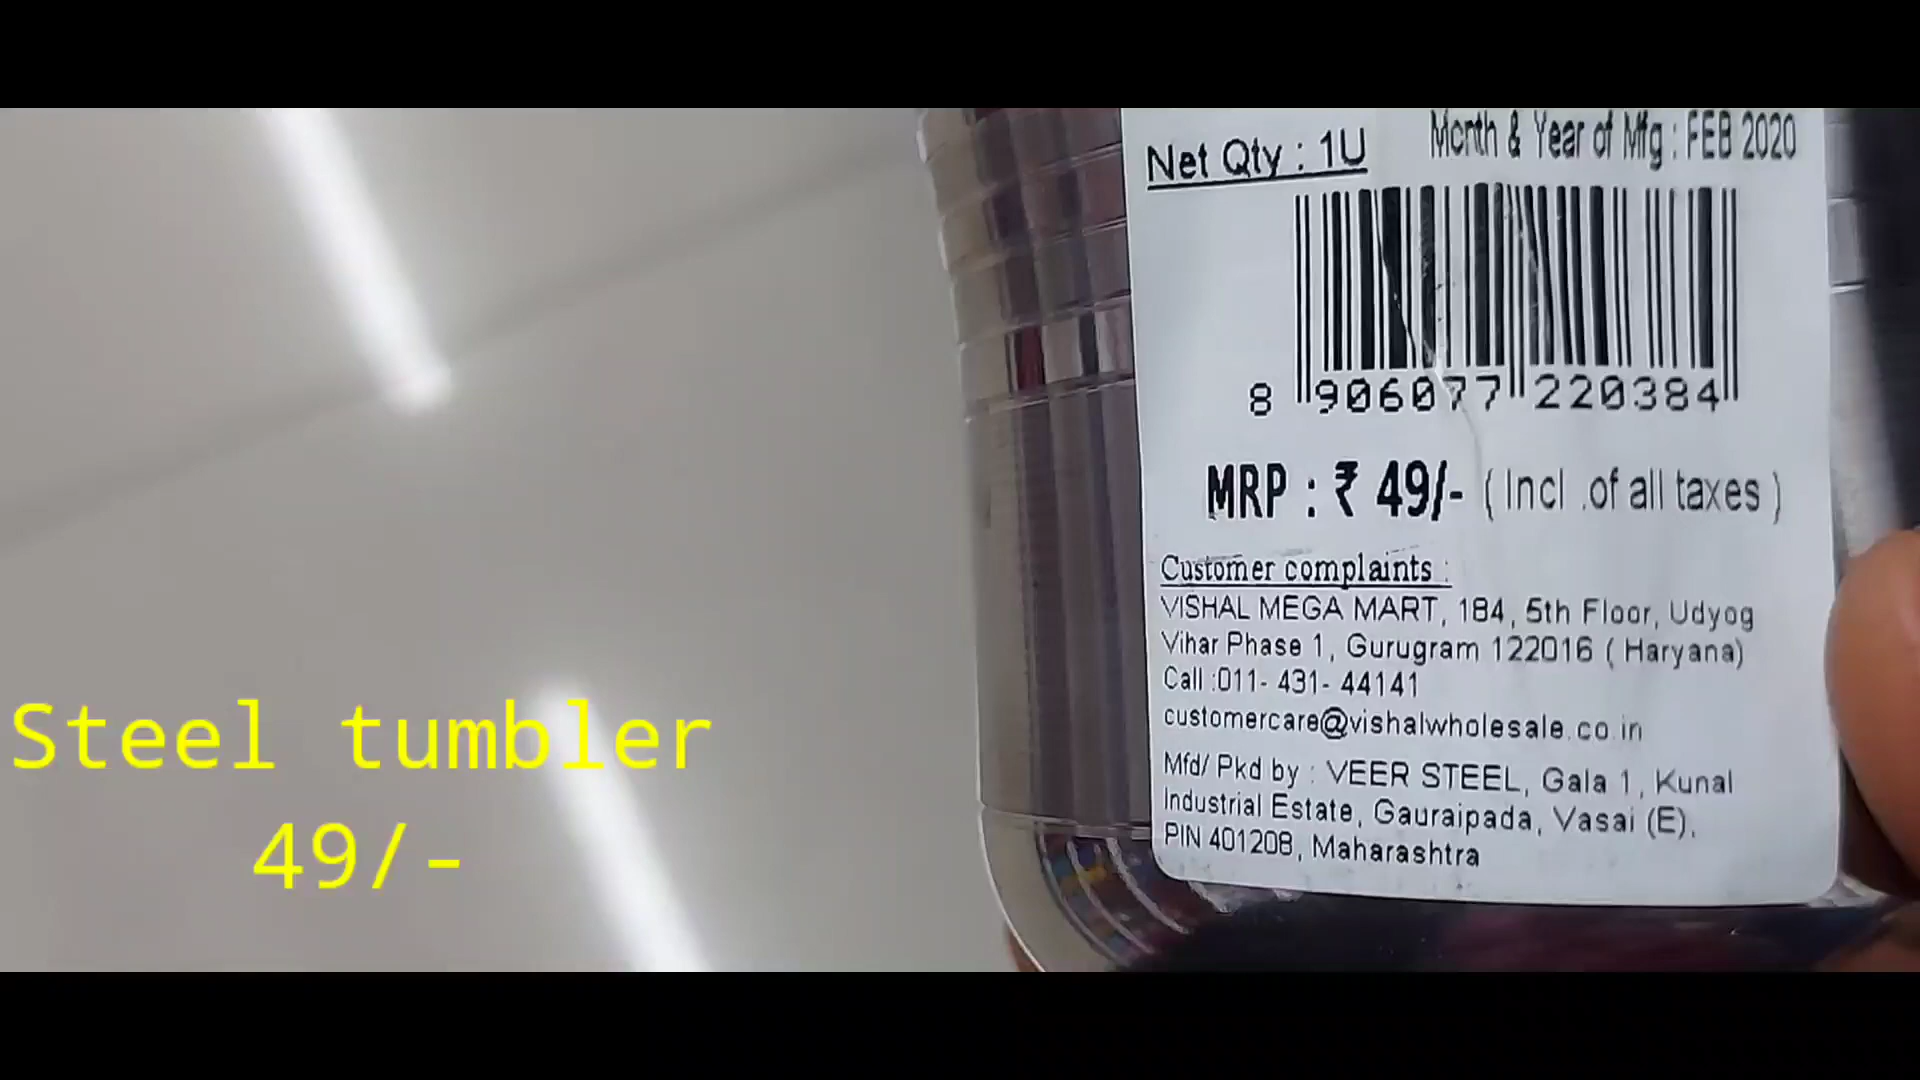 Net Qty : 1U
Month & Year of Mfg : FEB 2020
8 906077 220384
MRP : ₹ 49/- ( Incl .of all taxes )
Customer complaints :
VISHAL MEGA MART, 184, 5th Floor, Udyog
Vihar Phase 1, Gurugram 122016 ( Haryana)
Call :011- 431- 44141
customercare@vishalwholesale.co.in
Mfd/ Pkd by : VEER STEEL, Gala 1, Kunal
Industrial Estate, Gauraipada, Vasai (E),
PIN 401208, Maharashtra
Steel tumbler
49/-